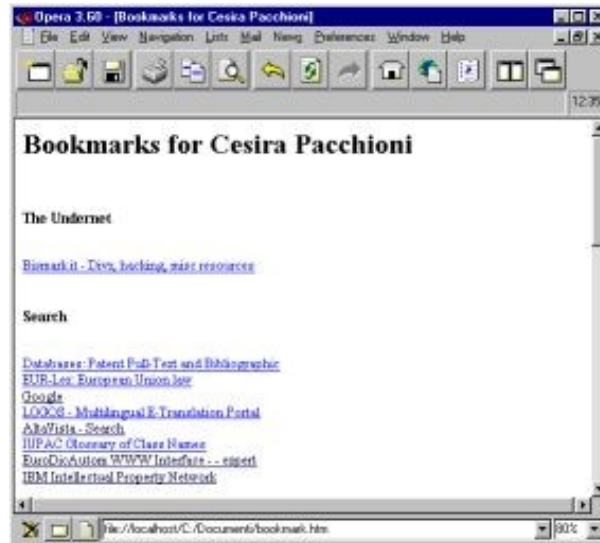 Opera 3.60 - [Bookmarks for Cesira Pacchioni]
File Edit View Navigation Lists Mail News Preferences Window Help
12:35
Bookmarks for Cesira Pacchioni
The Undernet
Bismark.it - Divx, hacking, misc resources
Search
Databases: Patent Full-Text and Bibliographic
EUR-Lex: European Union law
Google
LOGOS - Multilingual E-Translation Portal
AltaVista - Search
IUPAC Glossary of Class Names
EuroDicAutom WWW Interface - - expert
IBM Intellectual Property Network
file://localhost/C:/Documenti/bookmark.htm
80%